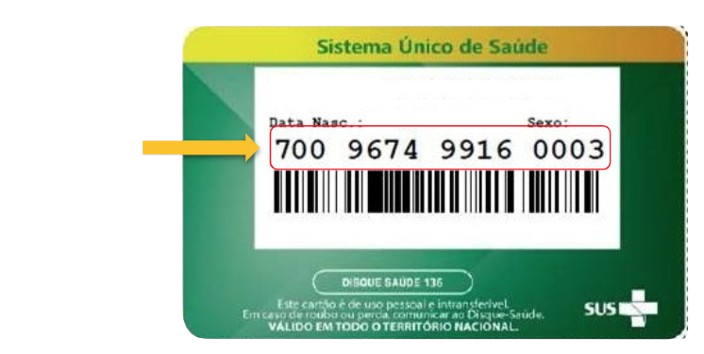 Sistema Único de Saúde
Data Nasc.: Sexo:
700 9674 9916 0003
DISQUE SAÚDE 136
Este cartão é de uso pessoal e intransferível.
Em caso de roubo ou perda, comunicar ao Disque-Saúde.
VÁLIDO EM TODO O TERRITÓRIO NACIONAL.
SUS